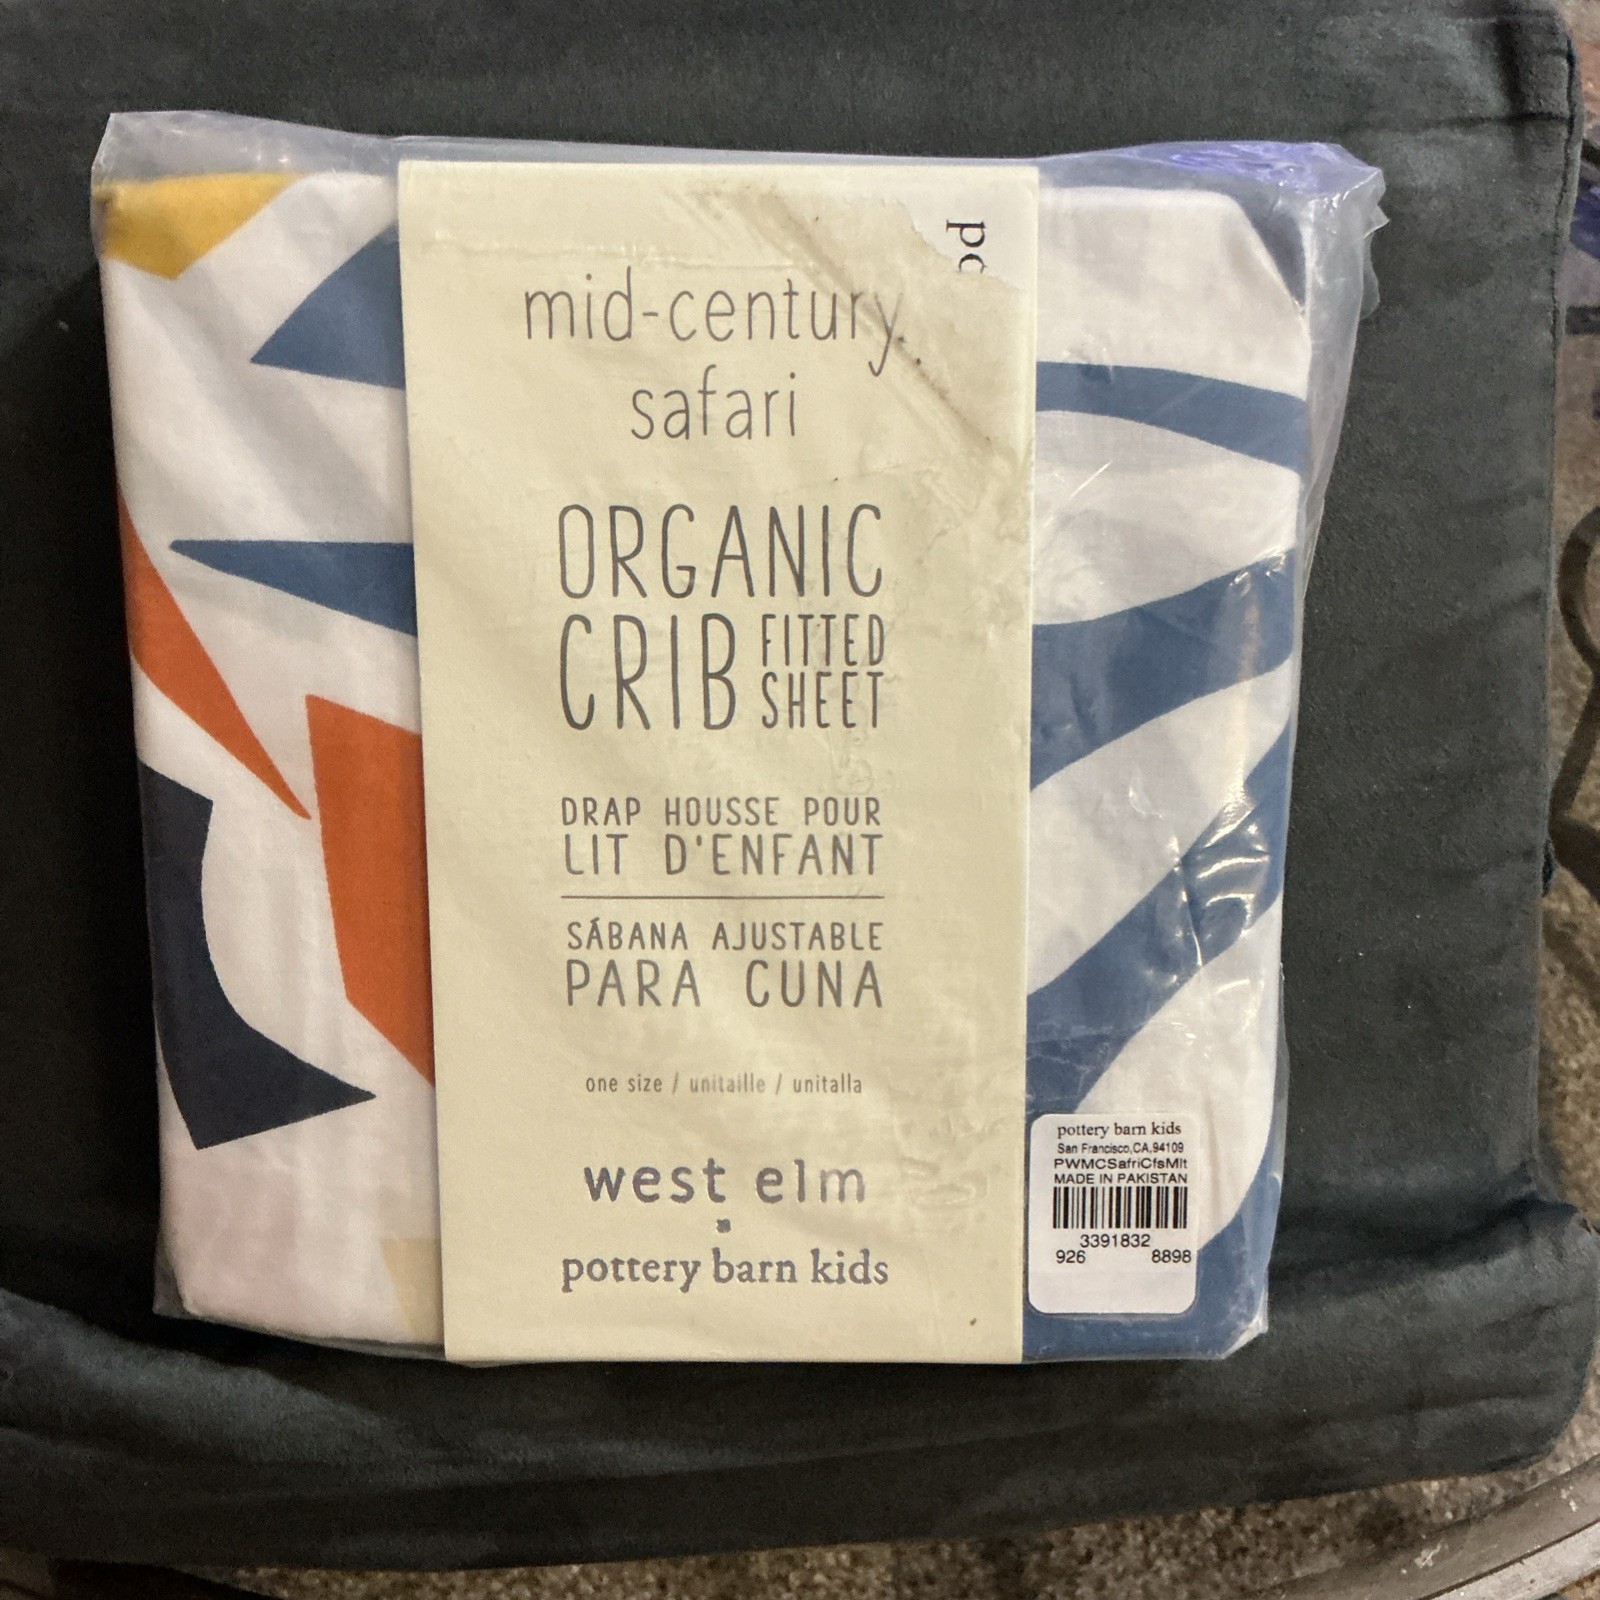 po
mid-century
safari
ORGANIC
CRIB FITTED
SHEET
DRAP HOUSSE POUR
LIT D'ENFANT
SÁBANA AJUSTABLE
PARA CUNA
one size / unitaille / unitalla
west elm
pottery barn kids
pottery barn kids
San Francisco,CA,94109
PWMCSafriCfsMlt
MADE IN PAKISTAN
3391832
926 8898